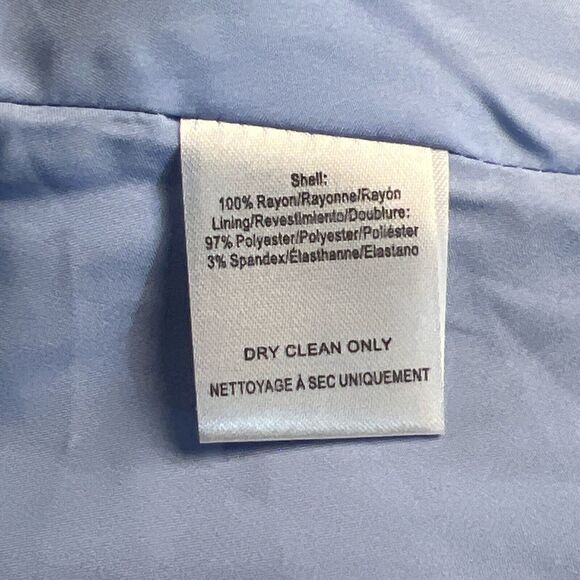 Shell:
100% Rayon/Rayonne/Rayón
Lining/Revestimiento/Doublure:
97% Polyester/Polyester/Poliéster
3% Spandex/Élasthanne/Elastano
DRY CLEAN ONLY
NETTOYAGE À SEC UNIQUEMENT